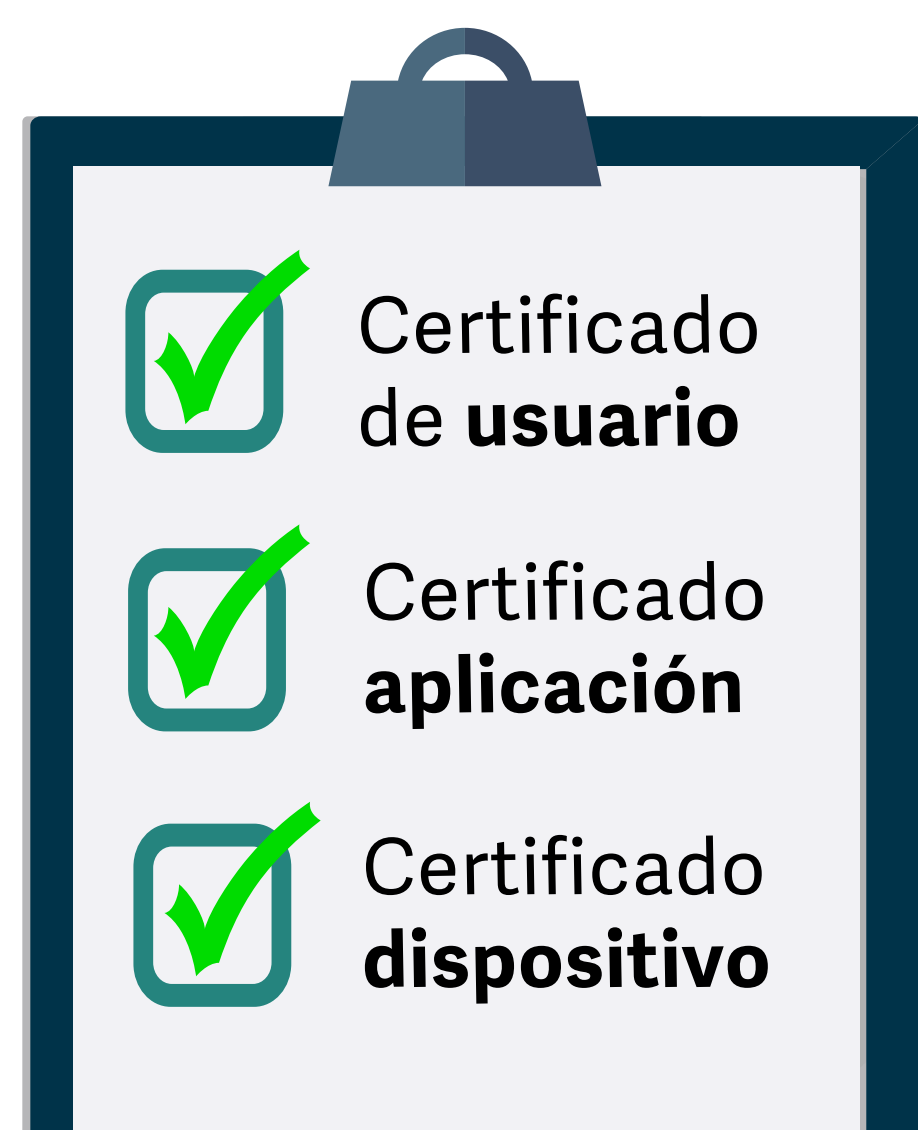 Certificado
de usuario
Certificado
aplicación
Certificado
dispositivo